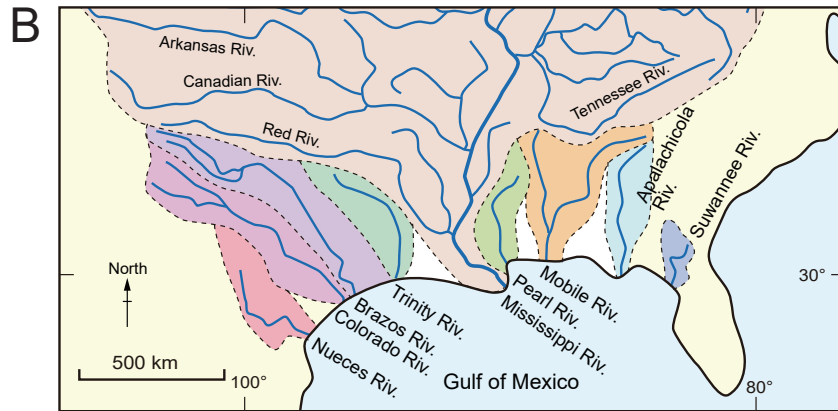 B
Arkansas Riv.
Canadian Riv.
Red Riv.
Tennessee Riv.
Apalachicola
Riv.
Suwannee Riv.
North
30°
Mobile Riv.
Pearl Riv.
Mississippi Riv.
Trinity Riv.
Brazos Riv.
Colorado Riv.
Nueces Riv.
500 km
Gulf of Mexico
100°
80°